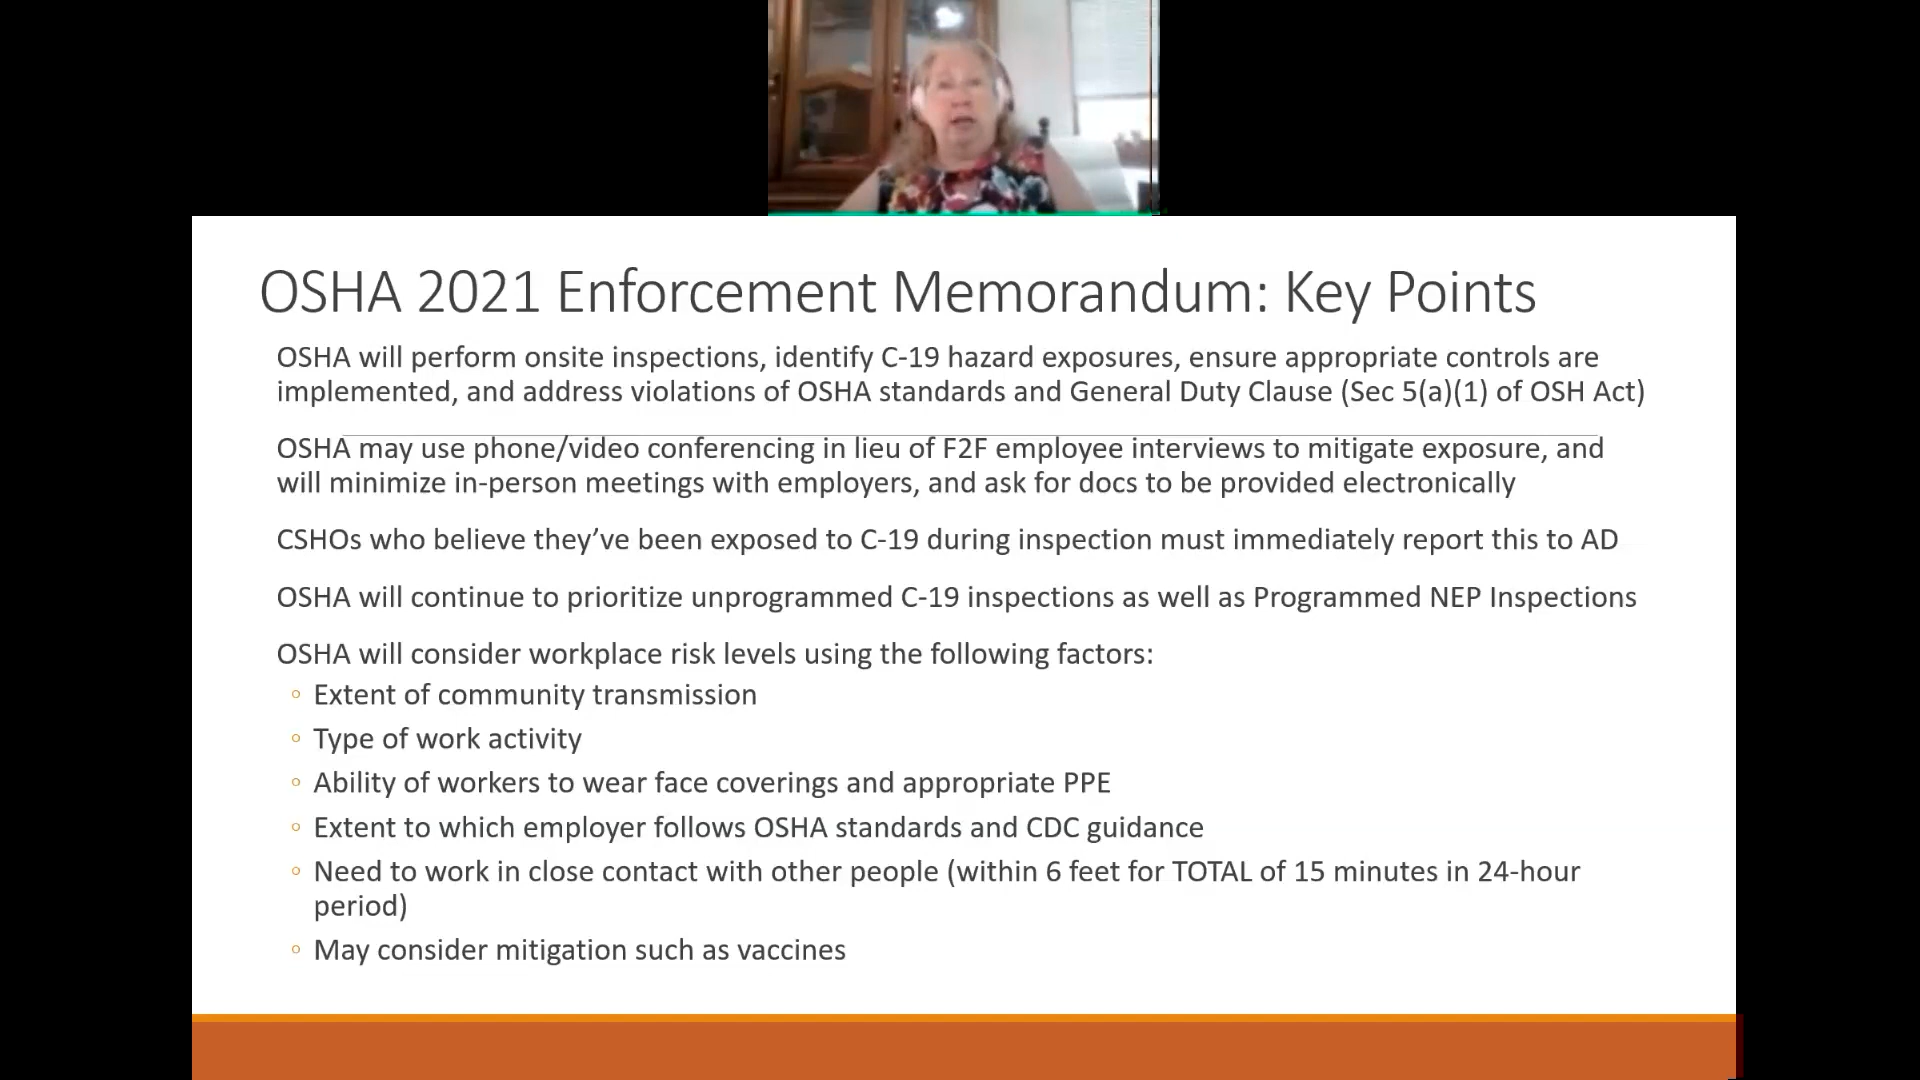 OSHA 2021 Enforcement Memorandum: Key Points
OSHA will perform onsite inspections, identify C-19 hazard exposures, ensure appropriate controls are
implemented, and address violations of OSHA standards and General Duty Clause (Sec 5(a)(1) of OSH Act)
OSHA may use phone/video conferencing in lieu of F2F employee interviews to mitigate exposure, and
will minimize in-person meetings with employers, and ask for docs to be provided electronically
CSHOs who believe they’ve been exposed to C-19 during inspection must immediately report this to AD
OSHA will continue to prioritize unprogrammed C-19 inspections as well as Programmed NEP Inspections
OSHA will consider workplace risk levels using the following factors:
◦ Extent of community transmission
◦ Type of work activity
◦ Ability of workers to wear face coverings and appropriate PPE
◦ Extent to which employer follows OSHA standards and CDC guidance
◦ Need to work in close contact with other people (within 6 feet for TOTAL of 15 minutes in 24-hour
period)
◦ May consider mitigation such as vaccines